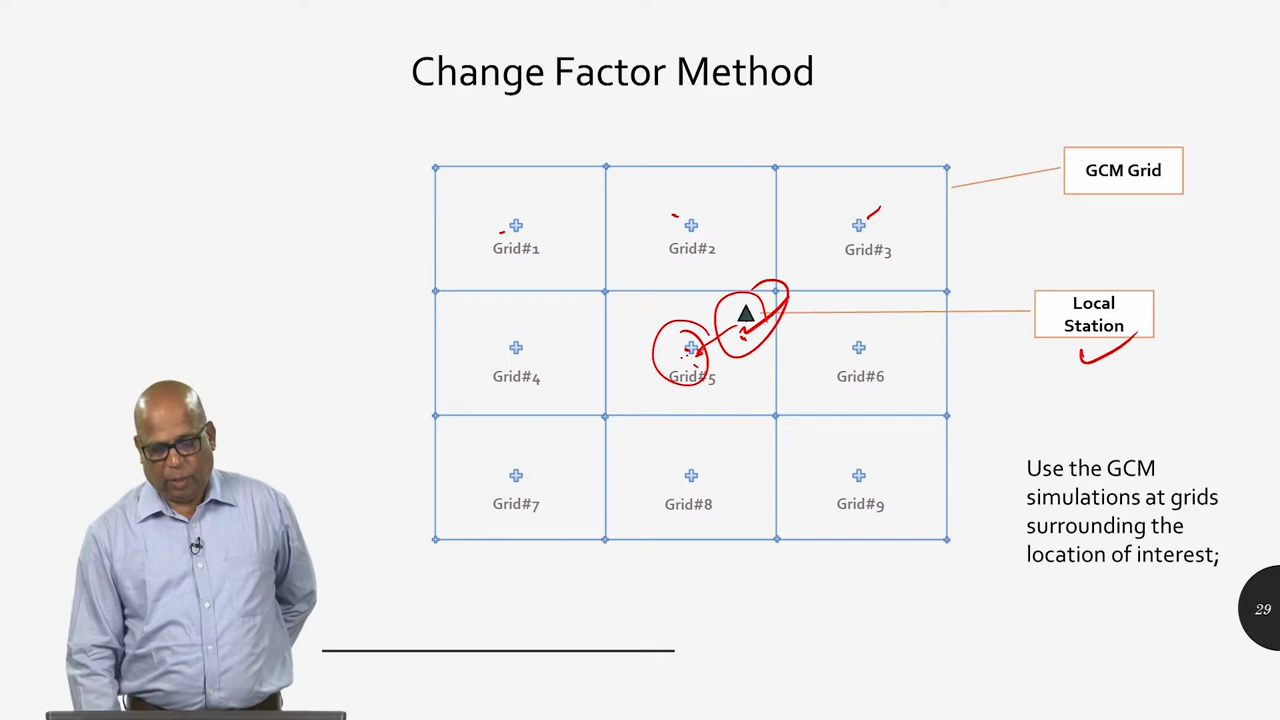 Change Factor Method
GCM Grid
Grid#1
Grid#2
Grid#3
Local
Station
Grid#4
Grid#5
Grid#6
Grid#7
Grid#8
Grid#9
Use the GCM
simulations at grids
surrounding the
location of interest;
29